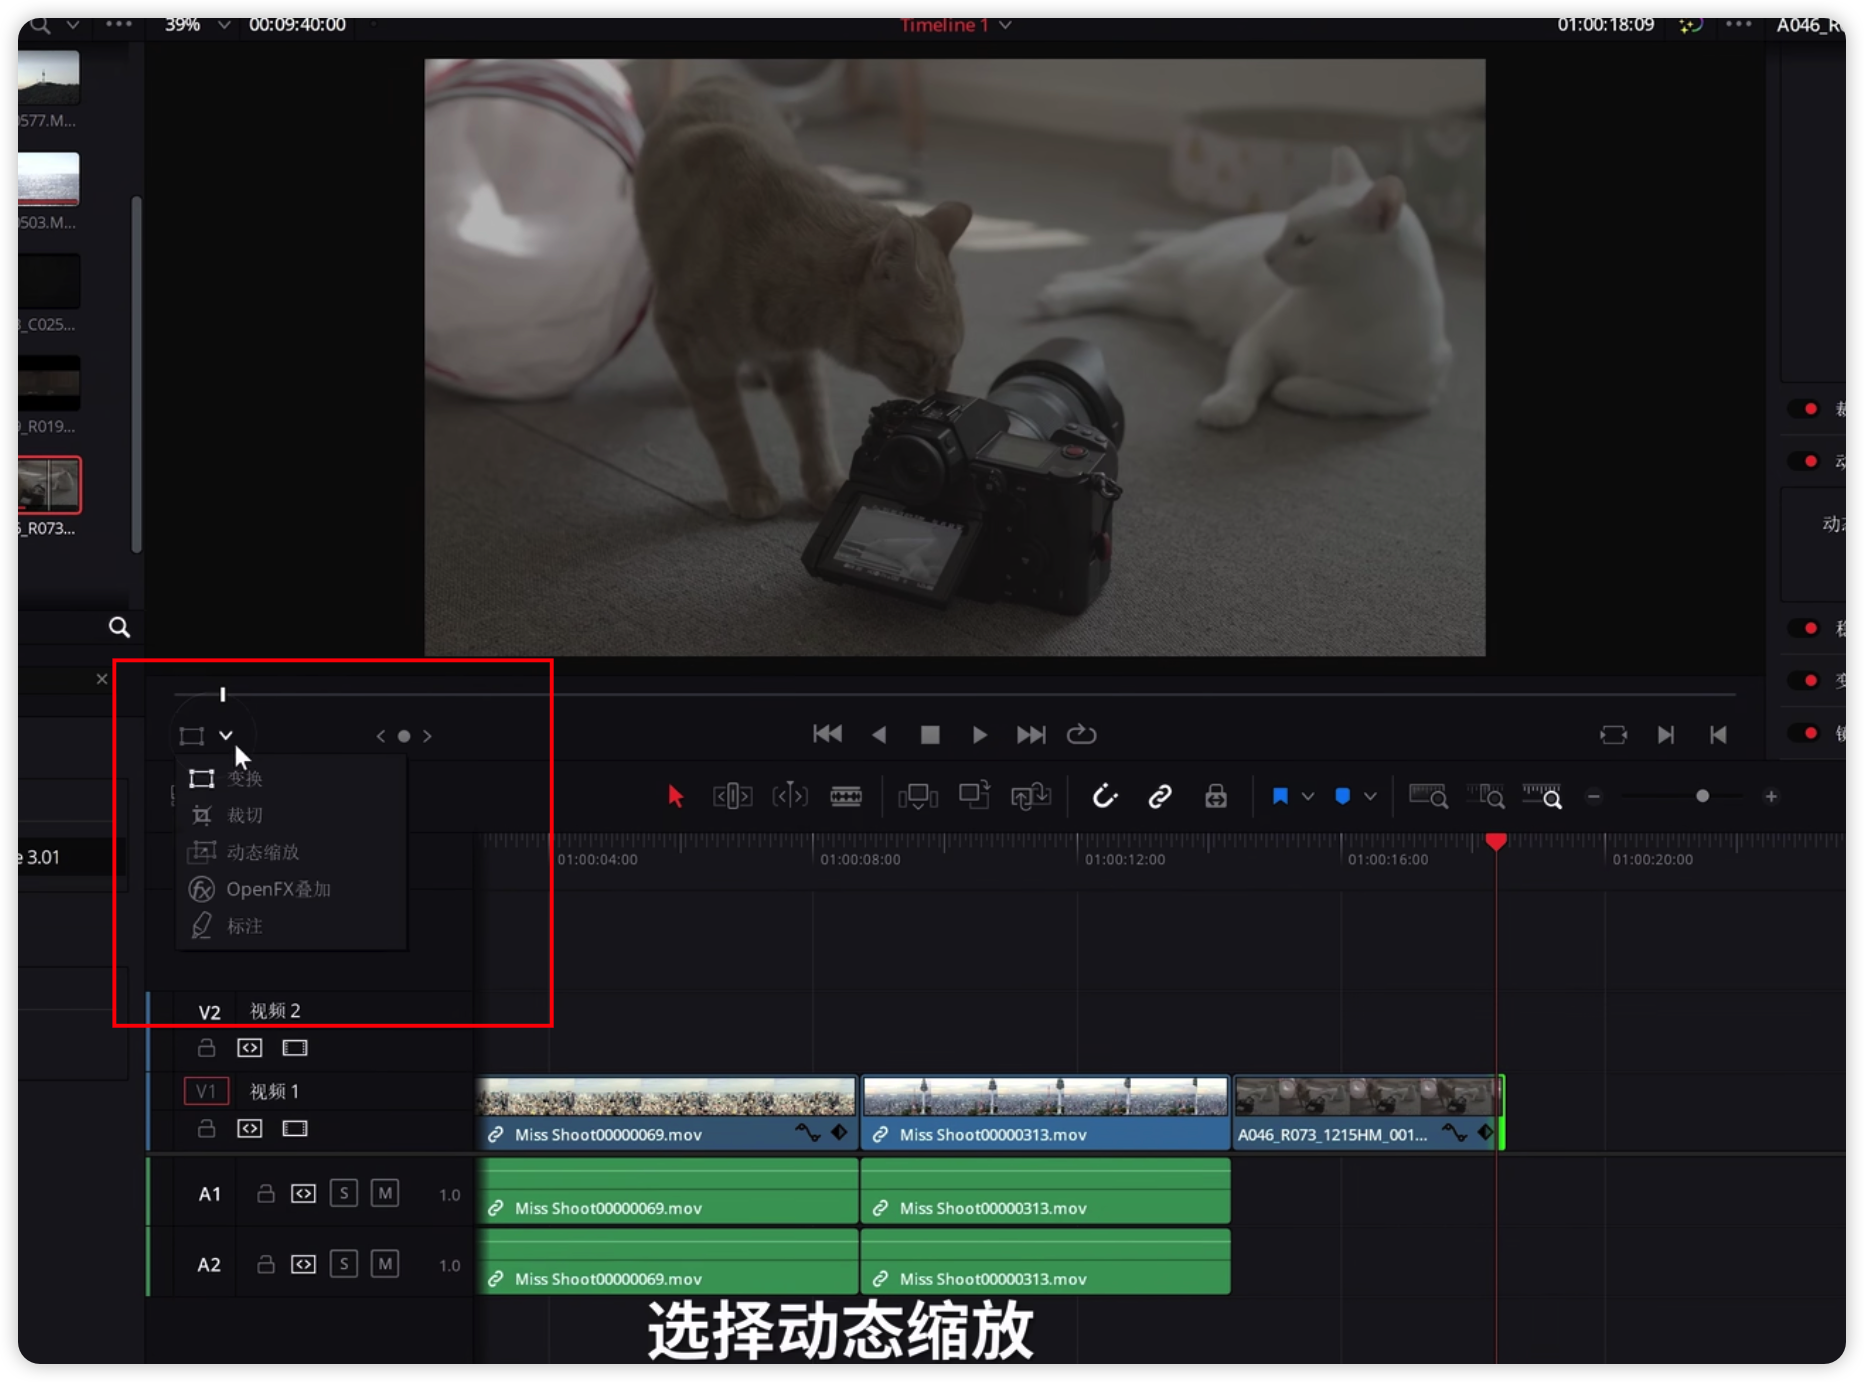 39%
00:09:40:00
Timeline 1
01:00:18:09
577.M...
503.M...
_C025...
_R019...
_R073...
动
变换
裁切
动态缩放
OpenFX叠加
标注
e 3.01
01:00:04:00
01:00:08:00
01:00:12:00
01:00:16:00
01:00:20:00
V2 视频 2
V1 视频 1
Miss Shoot00000069.mov
Miss Shoot00000313.mov
A046_R073_1215HM_001...
A1 S M 1.0
Miss Shoot00000069.mov
Miss Shoot00000313.mov
A2 S M 1.0
Miss Shoot00000069.mov
Miss Shoot00000313.mov
选择动态缩放